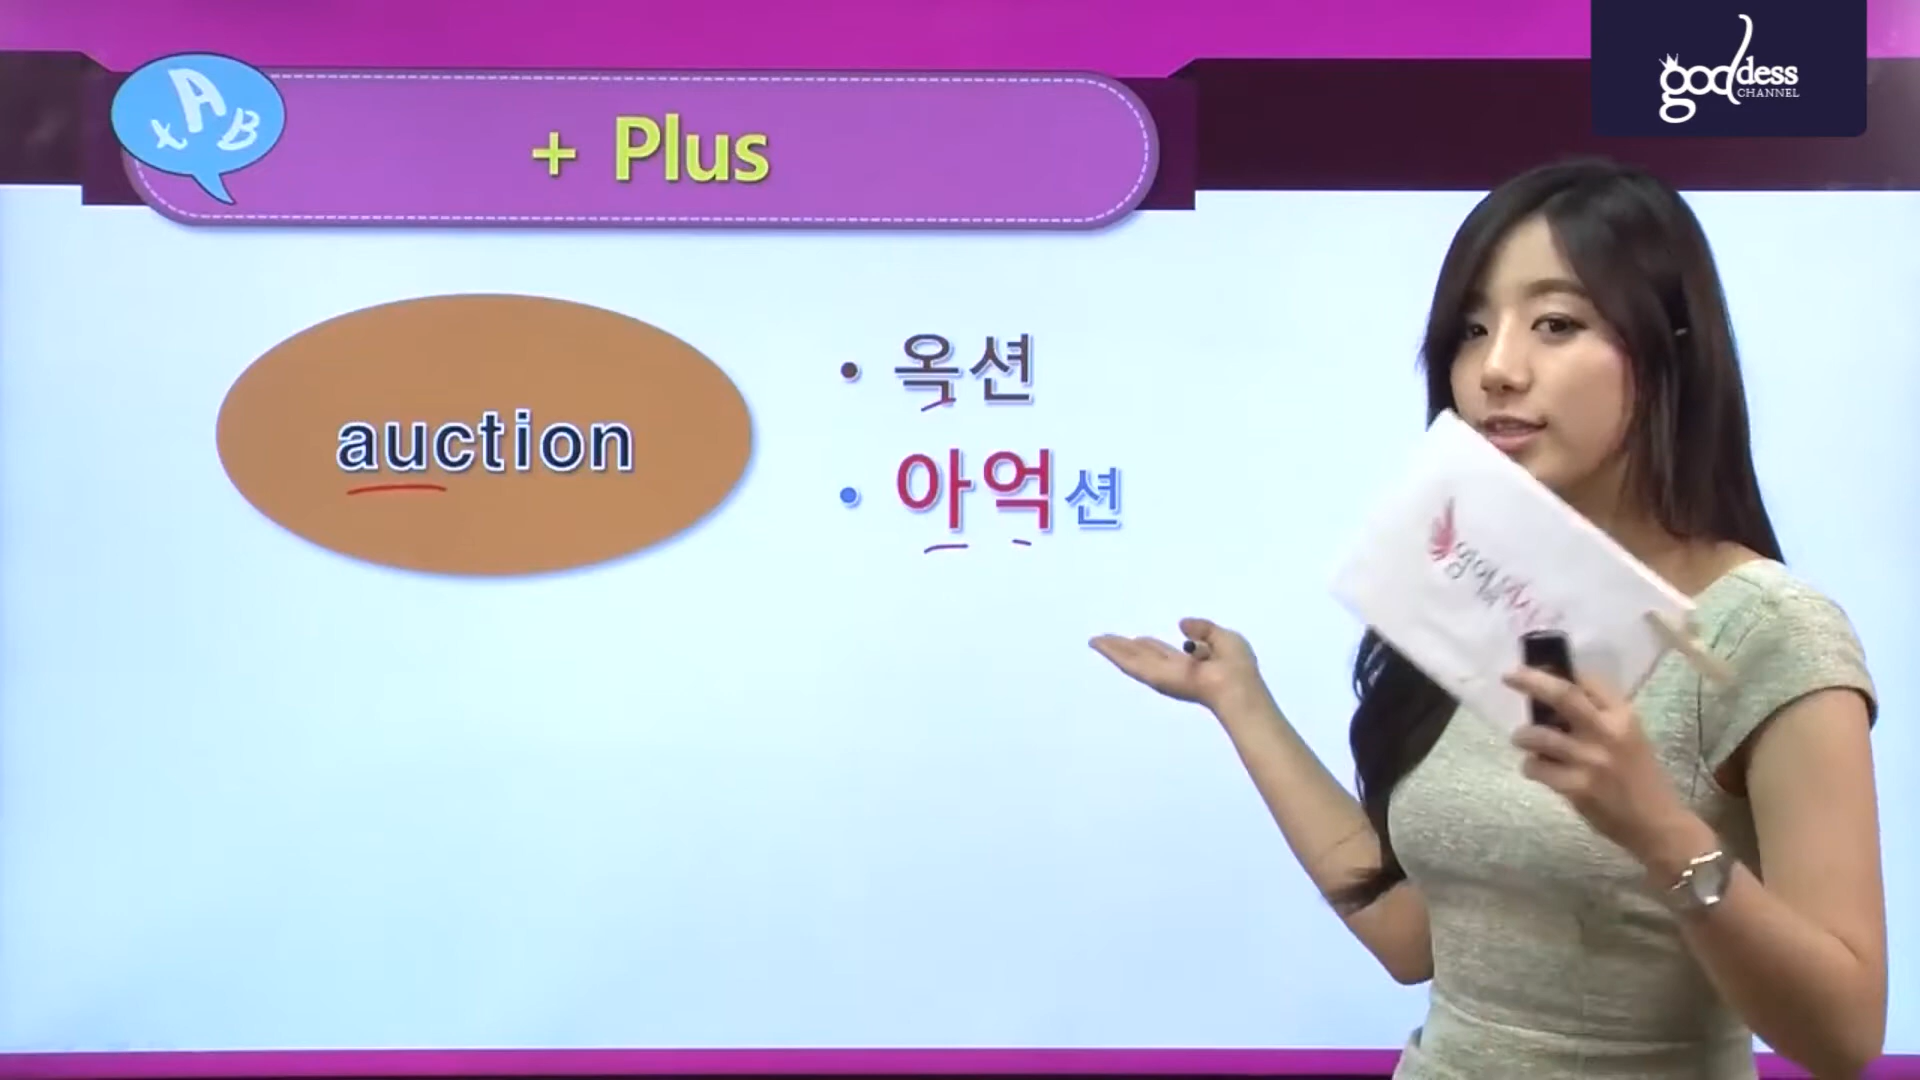 goddess
CHANNEL
A B
+ Plus
auction
• 옥션
• 아억션